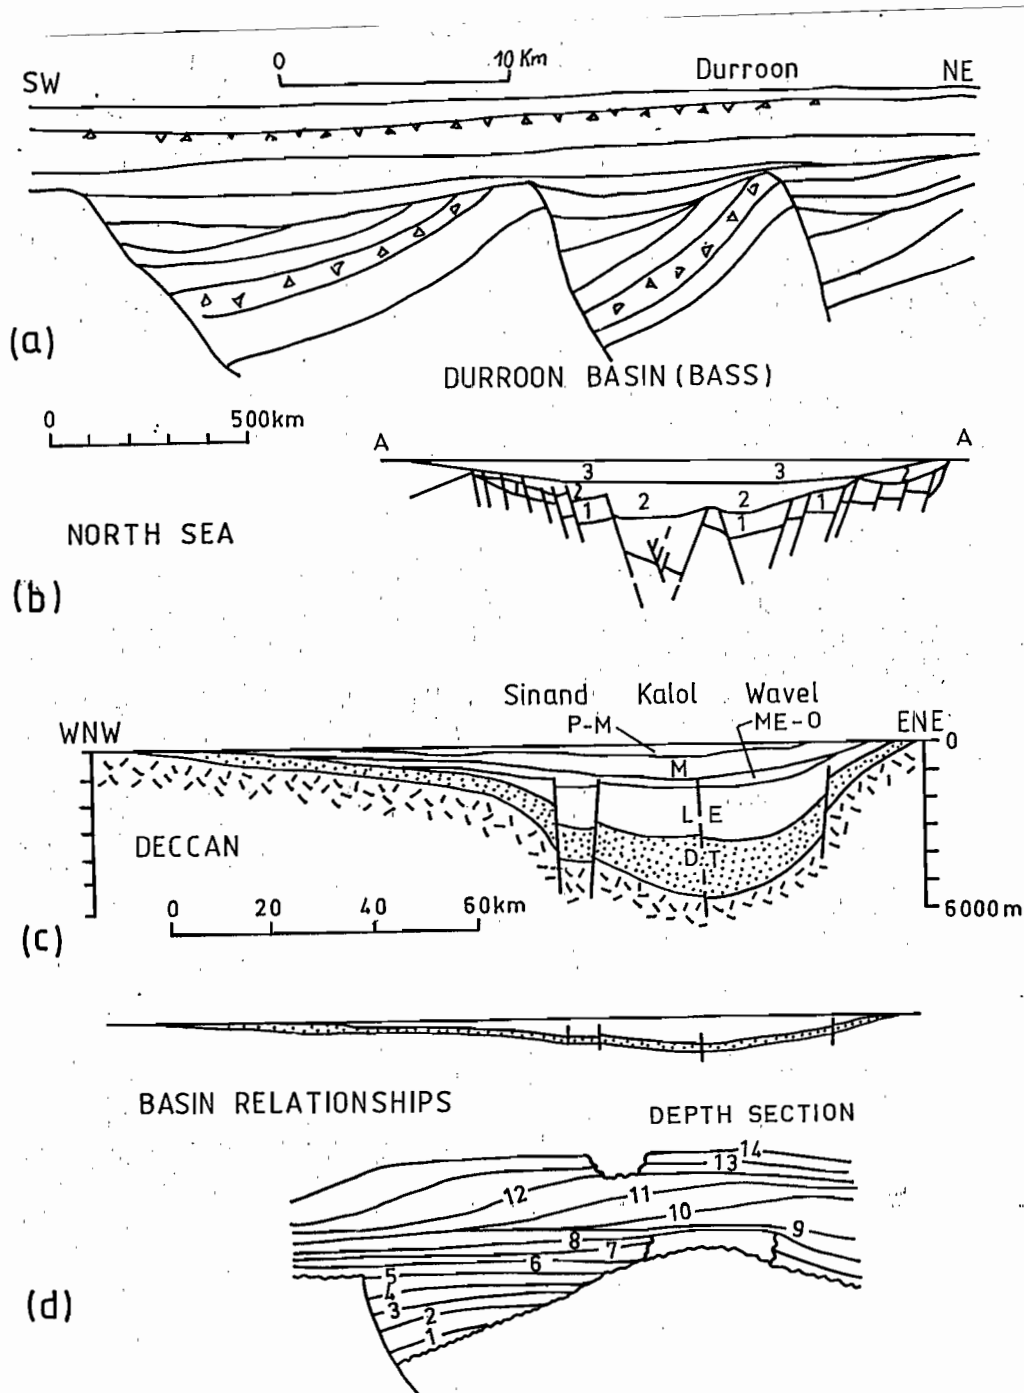 0 10 Km
SW Durroon NE
(a)
DURROON BASIN (BASS)
0 500km
A A
3 3
2 2 2 2
1 1 1
NORTH SEA
(b)
Sinand Kalol Wavel
P-M ME-O
WNW ENE
0
M
L E
DECCAN
D T
6000m
0 20 40 60km
(c)
BASIN RELATIONSHIPS
DEPTH SECTION
14
13
12 11
10
9
8
7
6
5
4
3
2
1
(d)